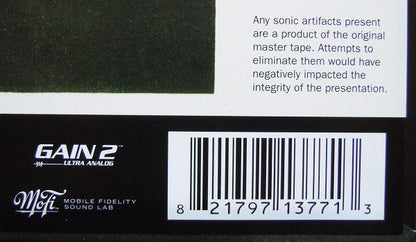 Any sonic artifacts present
are a product of the original
master tape. Attempts to
eliminate them would have
negatively impacted the
integrity of the presentation.
GAIN 2™
ULTRA ANALOG
MoFi
MOBILE FIDELITY
SOUND LAB
8 21797 13771 3